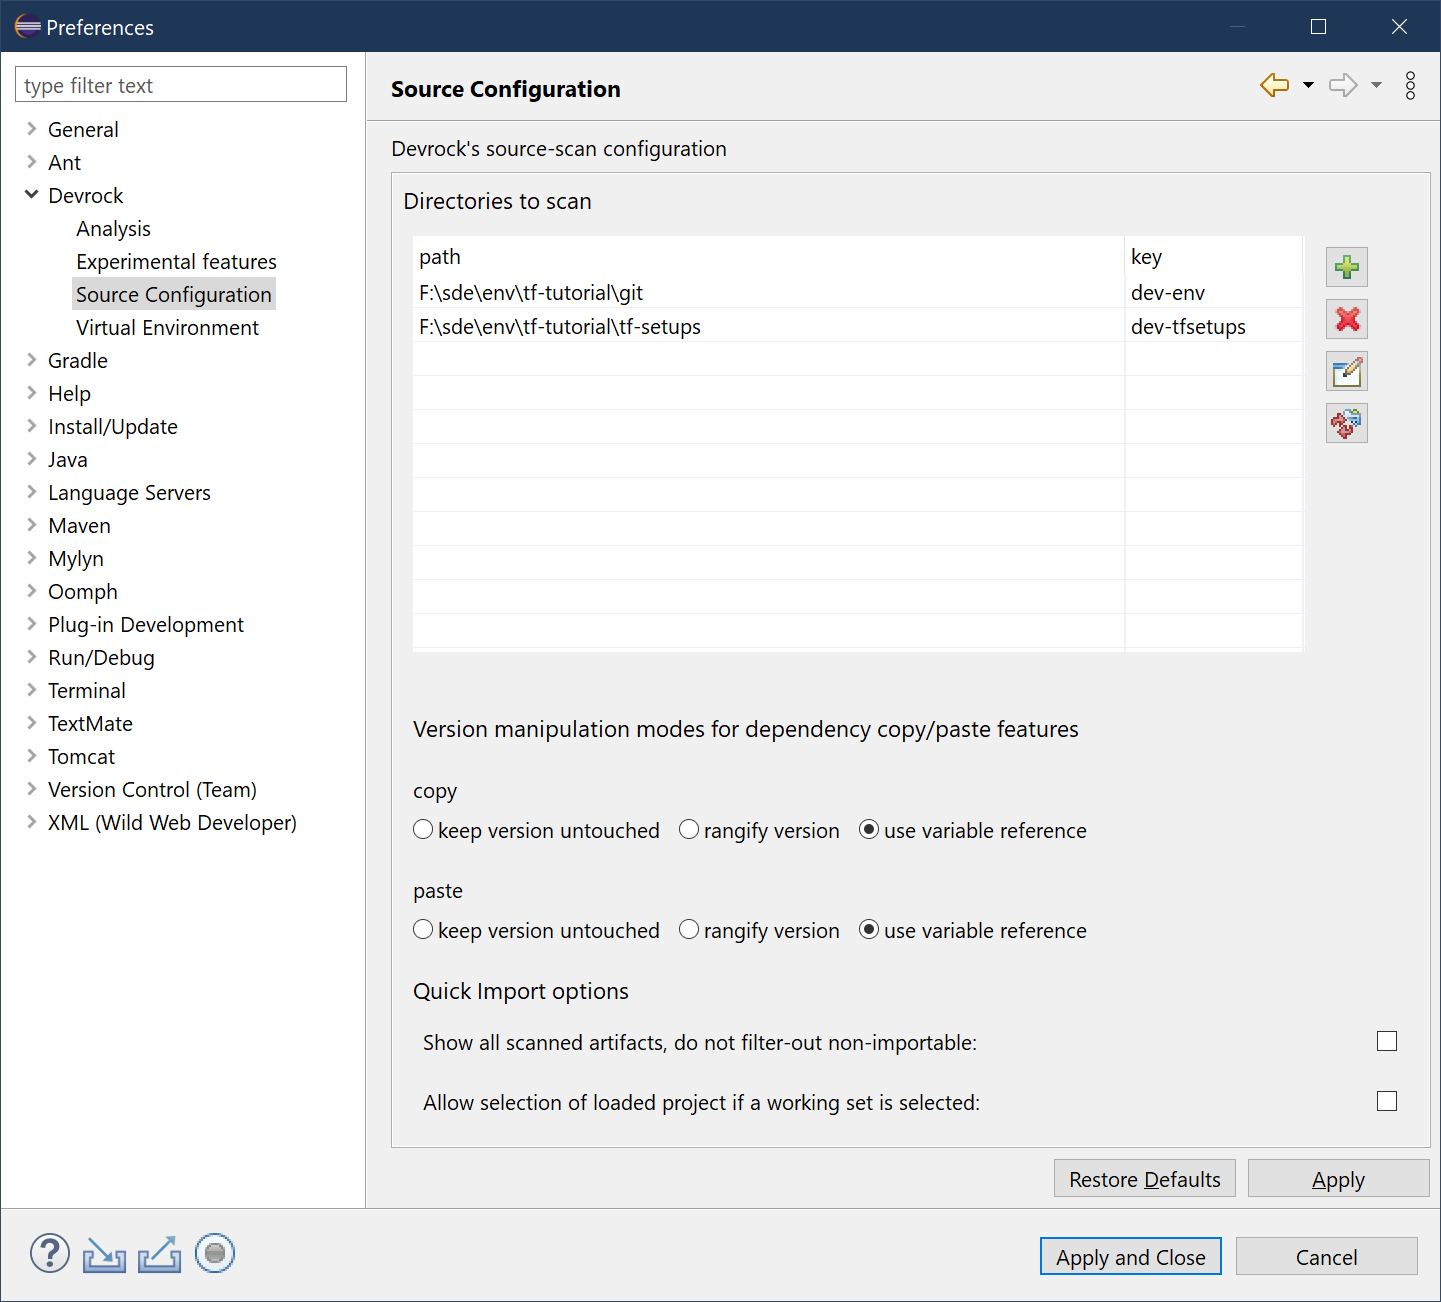 Preferences
type filter text
General
Ant
Devrock
Analysis
Experimental features
Source Configuration
Virtual Environment
Gradle
Help
Install/Update
Java
Language Servers
Maven
Mylyn
Oomph
Plug-in Development
Run/Debug
Terminal
TextMate
Tomcat
Version Control (Team)
XML (Wild Web Developer)
Source Configuration
Devrock's source-scan configuration
Directories to scan
path key
F:\sde\env\tf-tutorial\git dev-env
F:\sde\env\tf-tutorial\tf-setups dev-tfsetups
Version manipulation modes for dependency copy/paste features
copy
keep version untouched rangify version use variable reference
paste
keep version untouched rangify version use variable reference
Quick Import options
Show all scanned artifacts, do not filter-out non-importable:
Allow selection of loaded project if a working set is selected:
Restore Defaults Apply
Apply and Close Cancel